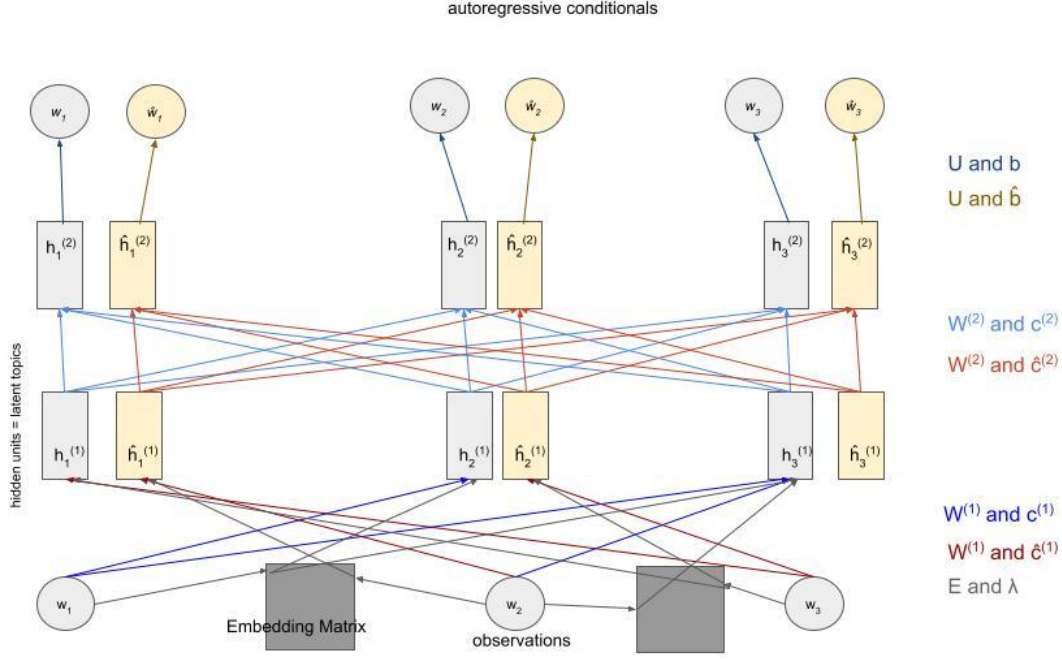 autoregressive conditionals
w₁ ŵ₁ w₂ ŵ₂ w₃ ŵ₃
U and b
U and b̂
h₁⁽²⁾ ĥ₁⁽²⁾ h₂⁽²⁾ ĥ₂⁽²⁾ h₃⁽²⁾ ĥ₃⁽²⁾
W⁽²⁾ and c⁽²⁾
W⁽²⁾ and ĉ⁽²⁾
hidden units = latent topics
h₁⁽¹⁾ ĥ₁⁽¹⁾ h₂⁽¹⁾ ĥ₂⁽¹⁾ h₃⁽¹⁾ ĥ₃⁽¹⁾
W⁽¹⁾ and c⁽¹⁾
W⁽¹⁾ and ĉ⁽¹⁾
E and λ
w₁ w₂ w₃
Embedding Matrix
observations